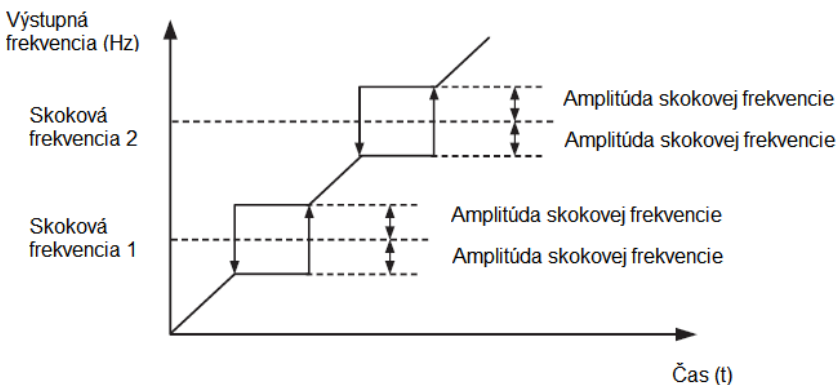 Výstupná
frekvencia (Hz)
Amplitúda skokovej frekvencie
Skoková
frekvencia 2
Amplitúda skokovej frekvencie
Amplitúda skokovej frekvencie
Skoková
frekvencia 1
Amplitúda skokovej frekvencie
Čas (t)